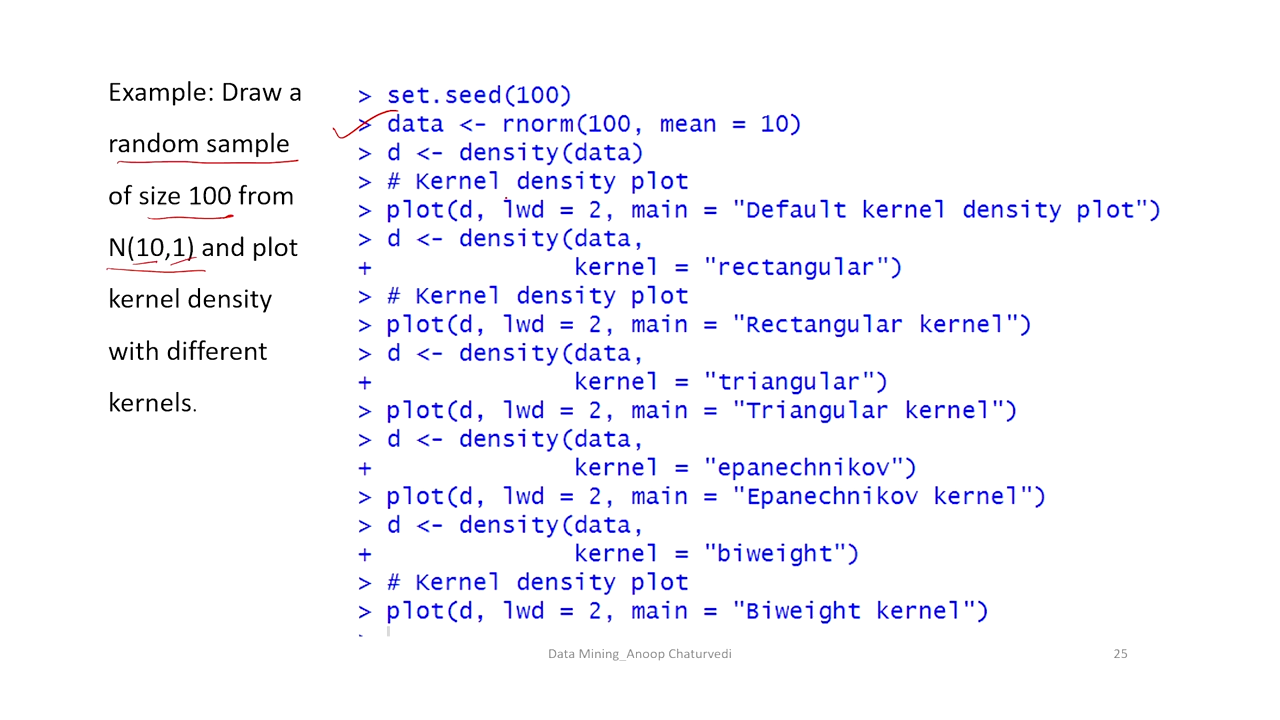 Example: Draw a
random sample
of size 100 from
N(10,1) and plot
kernel density
with different
kernels.
> set.seed(100)
> data <- rnorm(100, mean = 10)
> d <- density(data)
> # Kernel density plot
> plot(d, lwd = 2, main = "Default kernel density plot")
> d <- density(data,
+              kernel = "rectangular")
> # Kernel density plot
> plot(d, lwd = 2, main = "Rectangular kernel")
> d <- density(data,
+              kernel = "triangular")
> plot(d, lwd = 2, main = "Triangular kernel")
> d <- density(data,
+              kernel = "epanechnikov")
> plot(d, lwd = 2, main = "Epanechnikov kernel")
> d <- density(data,
+              kernel = "biweight")
> # Kernel density plot
> plot(d, lwd = 2, main = "Biweight kernel")
Data Mining_Anoop Chaturvedi
25